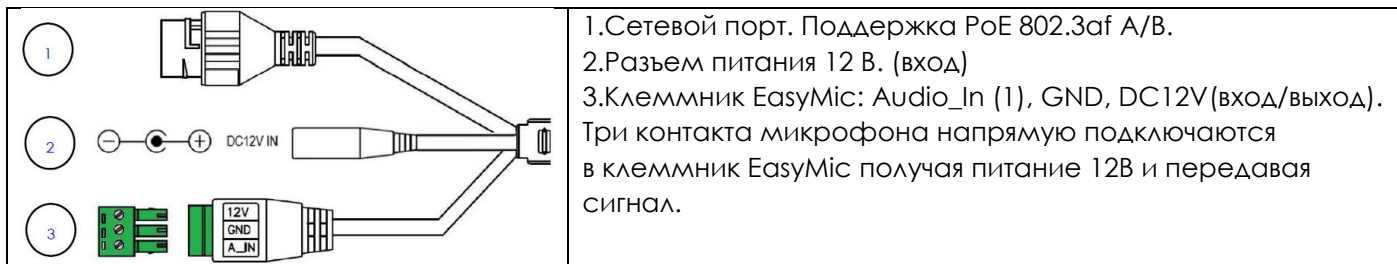 1
2
DC12V IN
3
12V
GND
A_IN
1.Сетевой порт. Поддержка PoE 802.3af A/B.
2.Разъем питания 12 В. (вход)
3.Клеммник EasyMic: Audio_In (1), GND, DC12V(вход/выход).
Три контакта микрофона напрямую подключаются
в клеммник EasyMic получая питание 12В и передавая
сигнал.